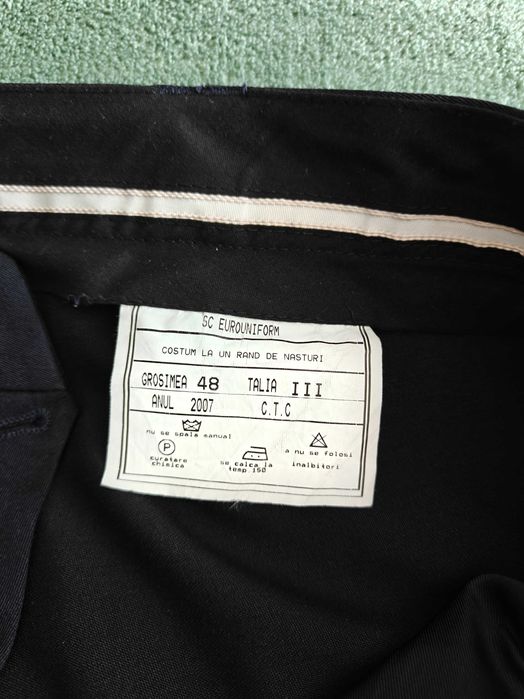 SC EUROUNIFORM
COSTUM LA UN RAND DE NASTURI
GROSIMEA 48 TALIA III
ANUL 2007 C.T.C
nu se spala manual
P
curatare
chimica
se calca la
temp 150
a nu se folosi
inalbitori